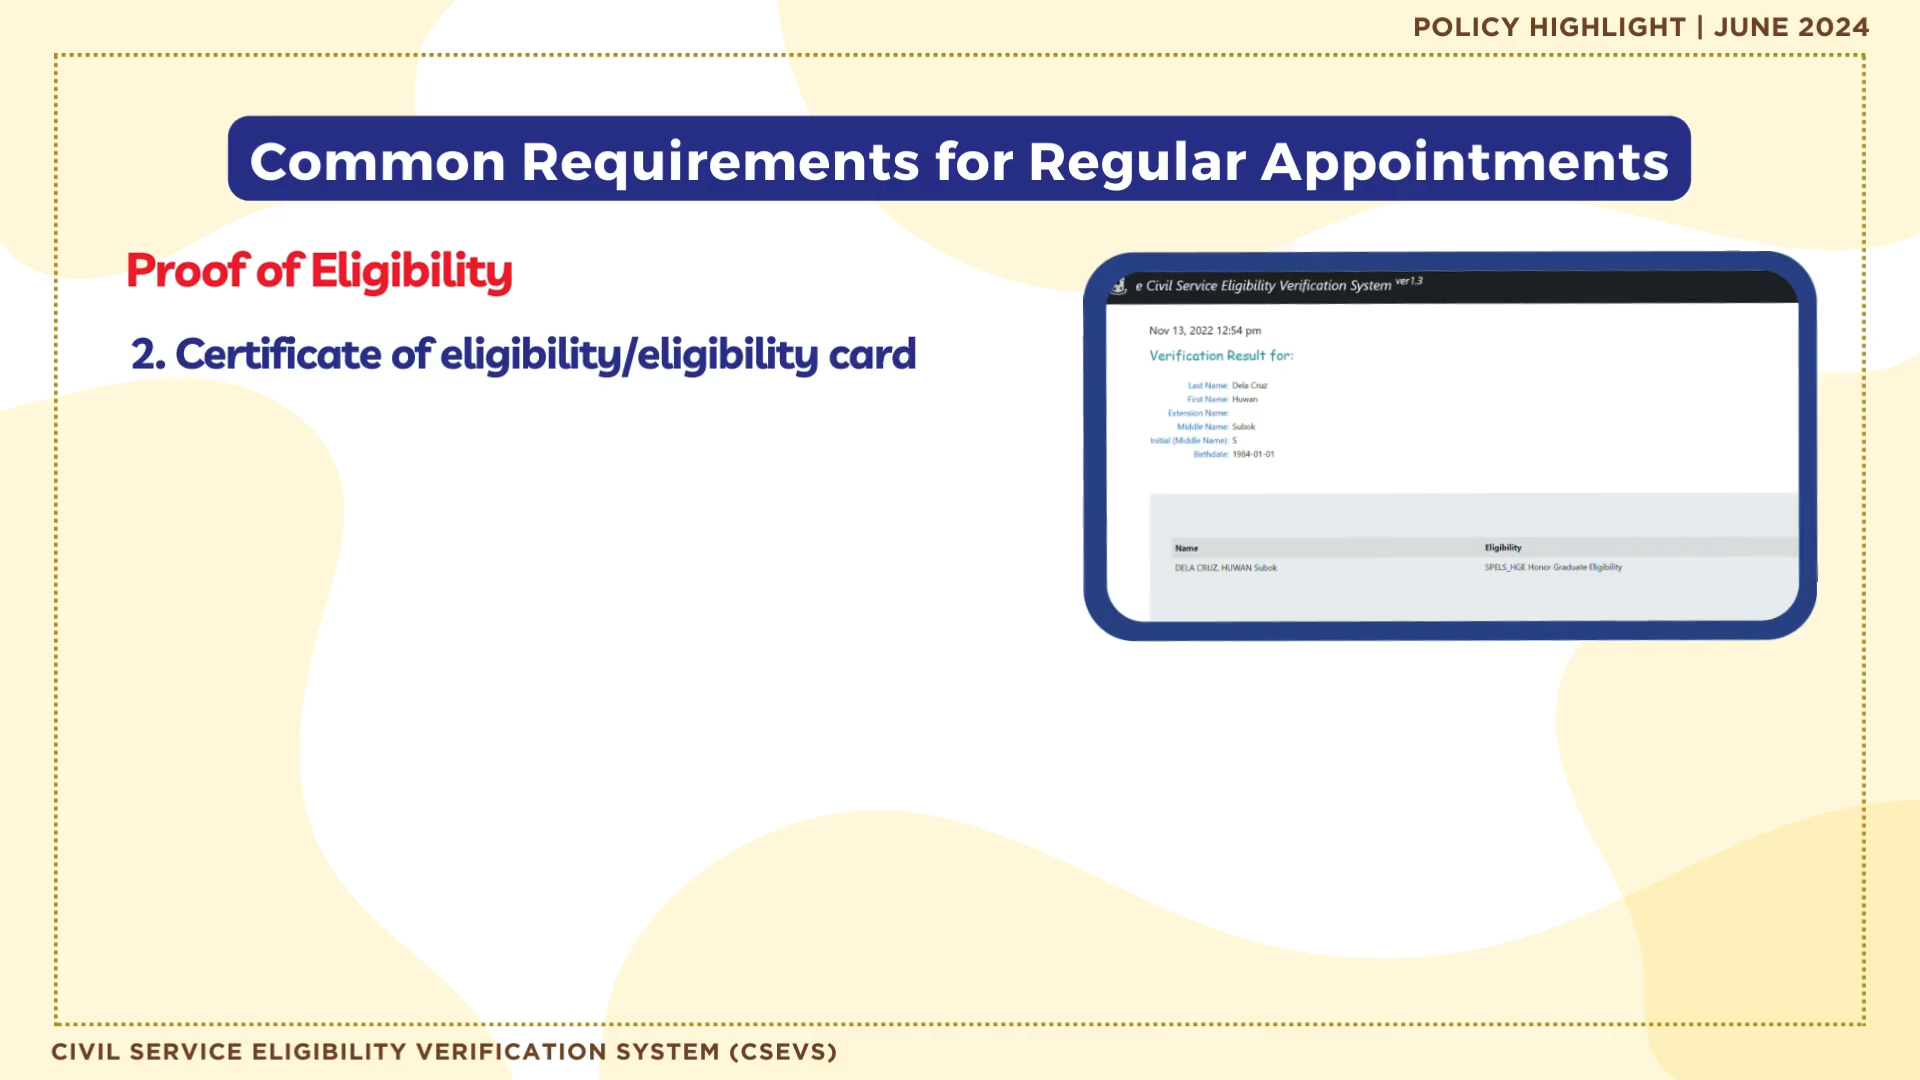 POLICY HIGHLIGHT | JUNE 2024
Common Requirements for Regular Appointments
Proof of Eligibility
2. Certificate of eligibility/eligibility card
e Civil Service Eligibility Verification System ver1.3
Nov 13, 2022 12:54 pm
Verification Result for:
Last Name: Dela Cruz
First Name: Huwan
Extension Name:
Middle Name: Subok
Initial (Middle Name): S
Birthdate: 1984-01-01
Name Eligibility
DELA CRUZ, HUWAN Subok SPELS_HGE Honor Graduate Eligibility
CIVIL SERVICE ELIGIBILITY VERIFICATION SYSTEM (CSEVS)